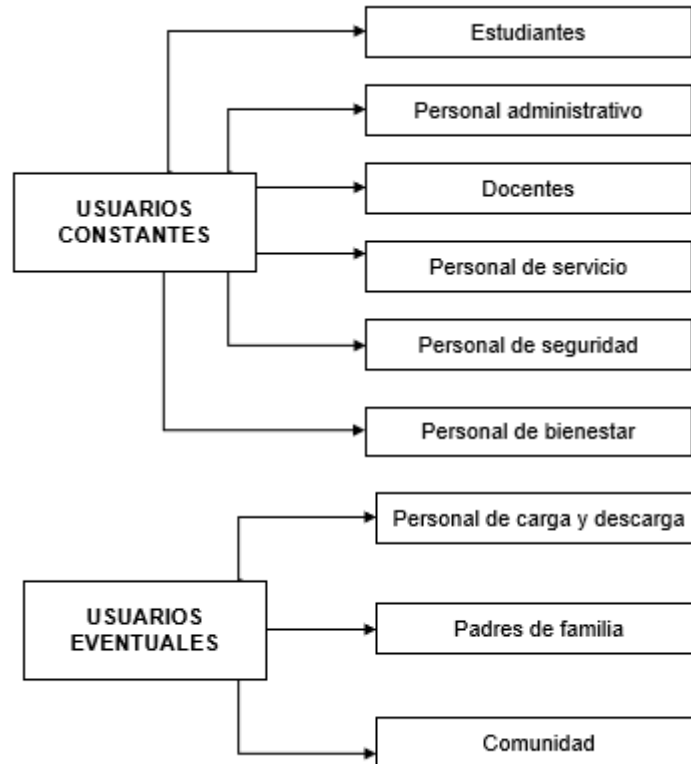 Estudiantes
Personal administrativo
USUARIOS
CONSTANTES
Docentes
Personal de servicio
Personal de seguridad
Personal de bienestar
Personal de carga y descarga
USUARIOS
EVENTUALES
Padres de familia
Comunidad